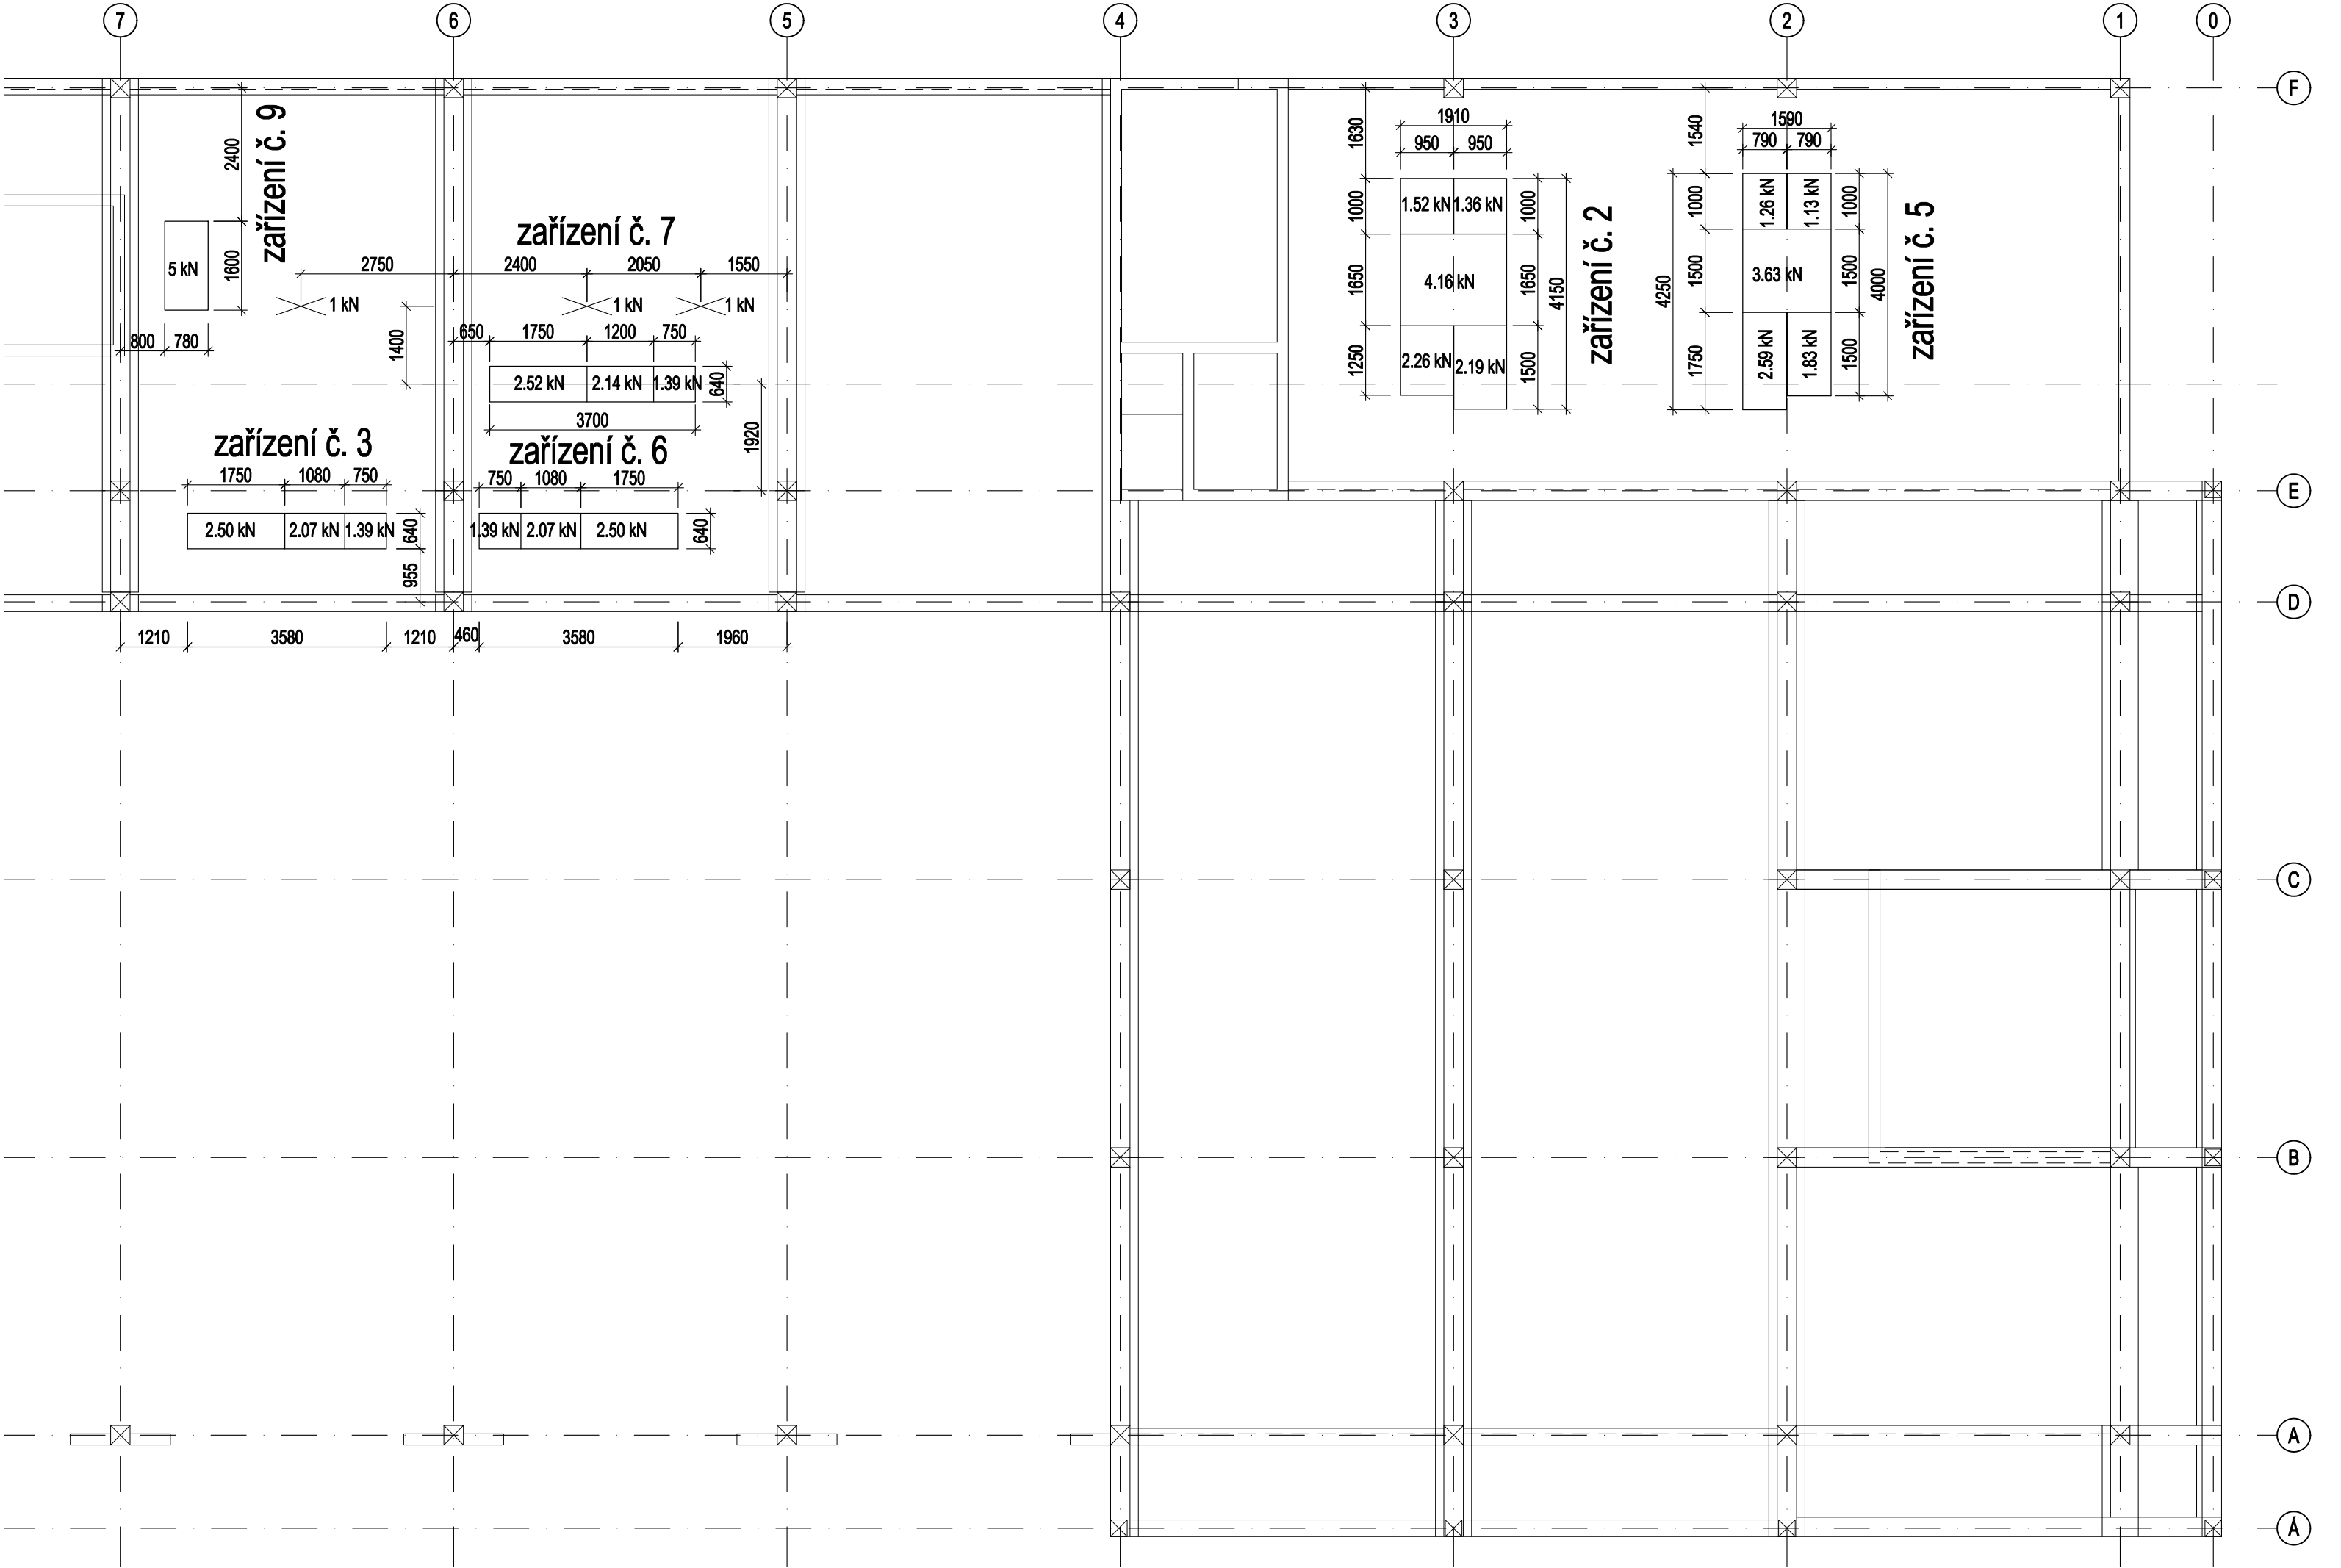 7 6 5 4 3 2 1 0
F
zařízení č. 9
2400
1600
5 kN
800 780
zařízení č. 7
2750 2400 2050 1550
1 kN 1 kN 1 kN
1400
650 1750 1200 750
2.52 kN 2.14 kN 1.39 kN 640
3700
1920
zařízení č. 3
1750 1080 750
2.50 kN 2.07 kN 1.39 kN 640
955
zařízení č. 6
750 1080 1750
1.39 kN 2.07 kN 2.50 kN 640
1210 3580 1210 460 3580 1960
1630
1910
950 950
1000 1.52 kN 1.36 kN 1000
1650 4.16 kN 1650 4150
1250 2.26 kN 2.19 kN 1500
zařízení č. 2
1540
1590
790 790
1000 1.26 kN 1.13 kN 1000
4250 1500 3.63 kN 1500 4000
1750 2.59 kN 1.83 kN 1500
zařízení č. 5
E
D
C
B
A
Á